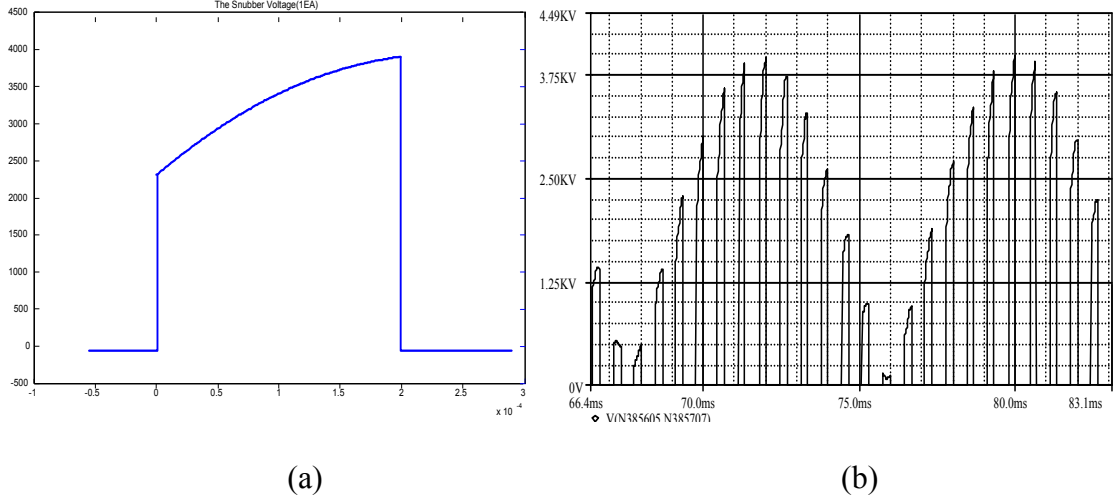 The Snubber Voltage(1EA)
4500
4000
3500
3000
2500
2000
1500
1000
500
0
-500
-1
-0.5
0
0.5
1
1.5
2
2.5
3
x 10 -4
4.49KV
3.75KV
2.50KV
1.25KV
0V
66.4ms
70.0ms
75.0ms
80.0ms
83.1ms
V(N385605,N385707)
(a)
(b)